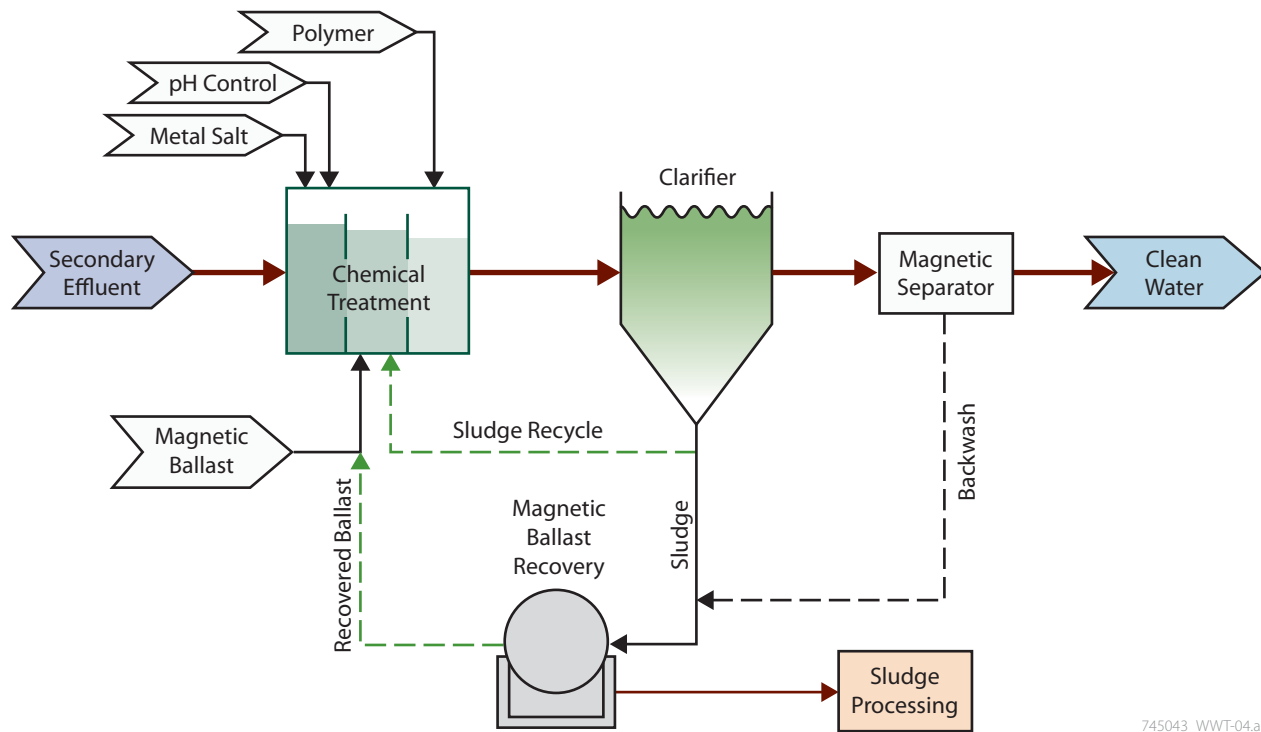 Polymer
pH Control
Metal Salt
Clarifier
Secondary
Effluent
Chemical
Treatment
Magnetic
Separator
Clean
Water
Magnetic
Ballast
Sludge Recycle
Backwash
Recovered Ballast
Magnetic
Ballast
Recovery
Sludge
Sludge
Processing
745043 WWT-04.a